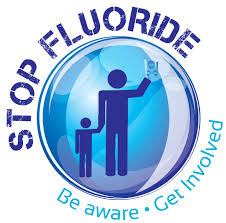 STOP FLUORIDE
Be aware • Get Involved